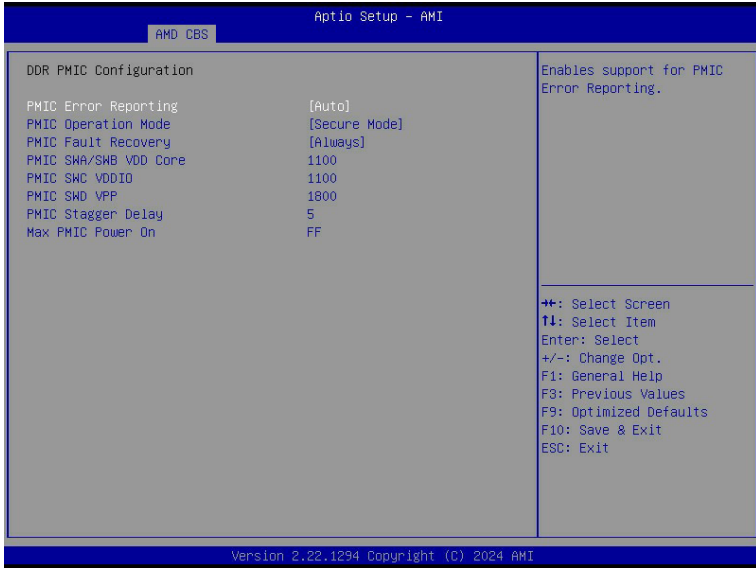 Aptio Setup - AMI
AMD CBS
DDR PMIC Configuration
PMIC Error Reporting [Auto]
PMIC Operation Mode [Secure Mode]
PMIC Fault Recovery [Always]
PMIC SWA/SWB VDD Core 1100
PMIC SWC VDDIO 1100
PMIC SWD VPP 1800
PMIC Stagger Delay 5
Max PMIC Power On FF
Enables support for PMIC
Error Reporting.
→←: Select Screen
↑↓: Select Item
Enter: Select
+/-: Change Opt.
F1: General Help
F3: Previous Values
F9: Optimized Defaults
F10: Save & Exit
ESC: Exit
Version 2.22.1294 Copyright (C) 2024 AMI